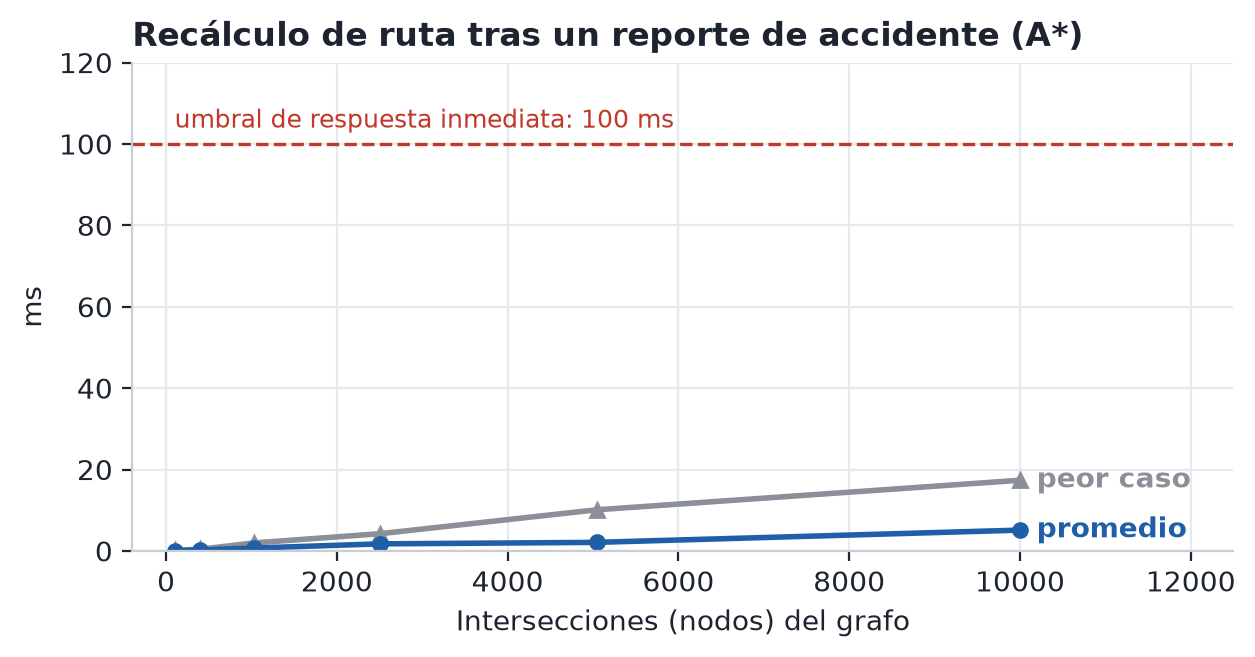 Recálculo de ruta tras un reporte de accidente (A*)
120
umbral de respuesta inmediata: 100 ms
100
80
60
ms
40
20
peor caso
promedio
0
0 2000 4000 6000 8000 10000 12000
Intersecciones (nodos) del grafo